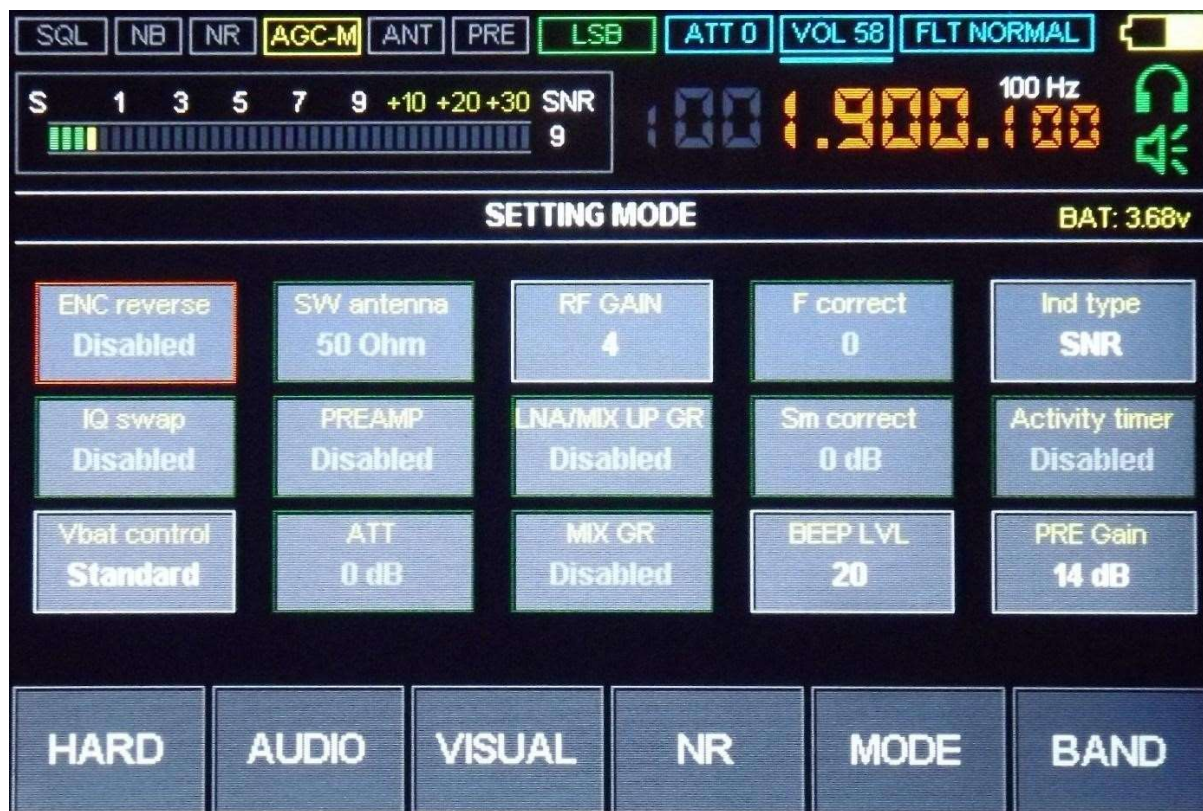 SQL NB NR AGC-M ANT PRE LSB ATT 0 VOL 58 FLT NORMAL
S 1 3 5 7 9 +10 +20 +30 SNR
9
1.900.100
100 Hz
SETTING MODE
BAT: 3.68v
ENC reverse
Disabled
SW antenna
50 Ohm
RF GAIN
4
F correct
0
Ind type
SNR
IQ swap
Disabled
PREAMP
Disabled
LNA/MIX UP GR
Disabled
Sm correct
0 dB
Activity timer
Disabled
Vbat control
Standard
ATT
0 dB
MIX GR
Disabled
BEEP LVL
20
PRE Gain
14 dB
HARD AUDIO VISUAL NR MODE BAND